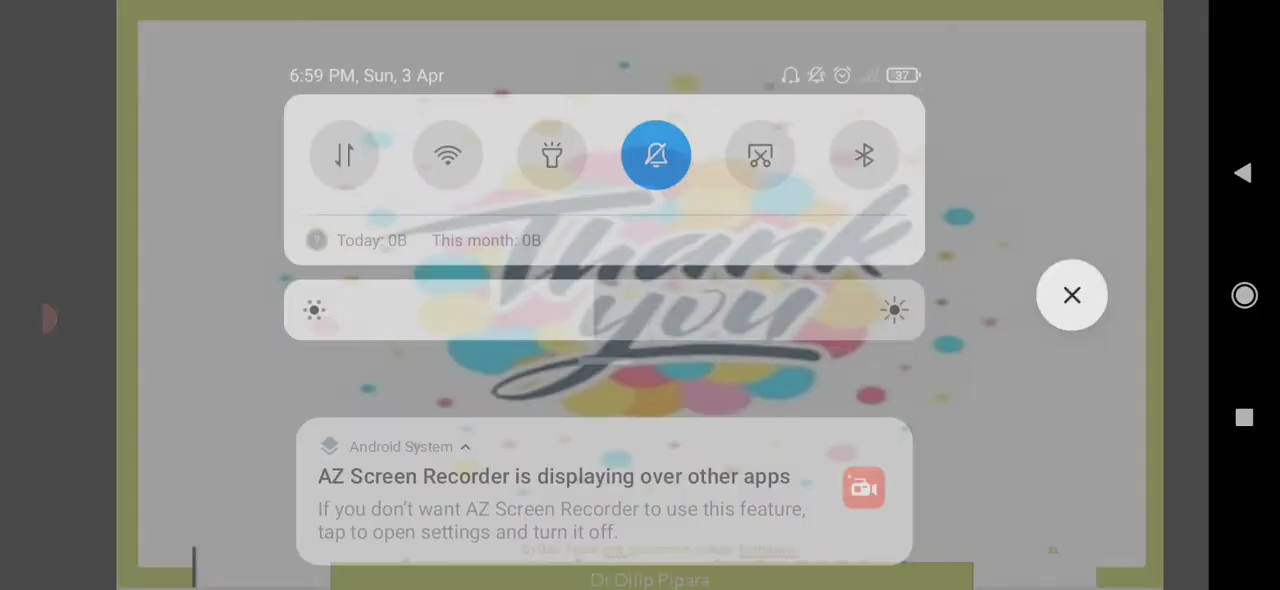 6:59 PM, Sun, 3 Apr
37
Today: 0B This month: 0B
Thank
you
Android System
AZ Screen Recorder is displaying over other apps
If you don't want AZ Screen Recorder to use this feature,
tap to open settings and turn it off.
Dr Dilip Pipara